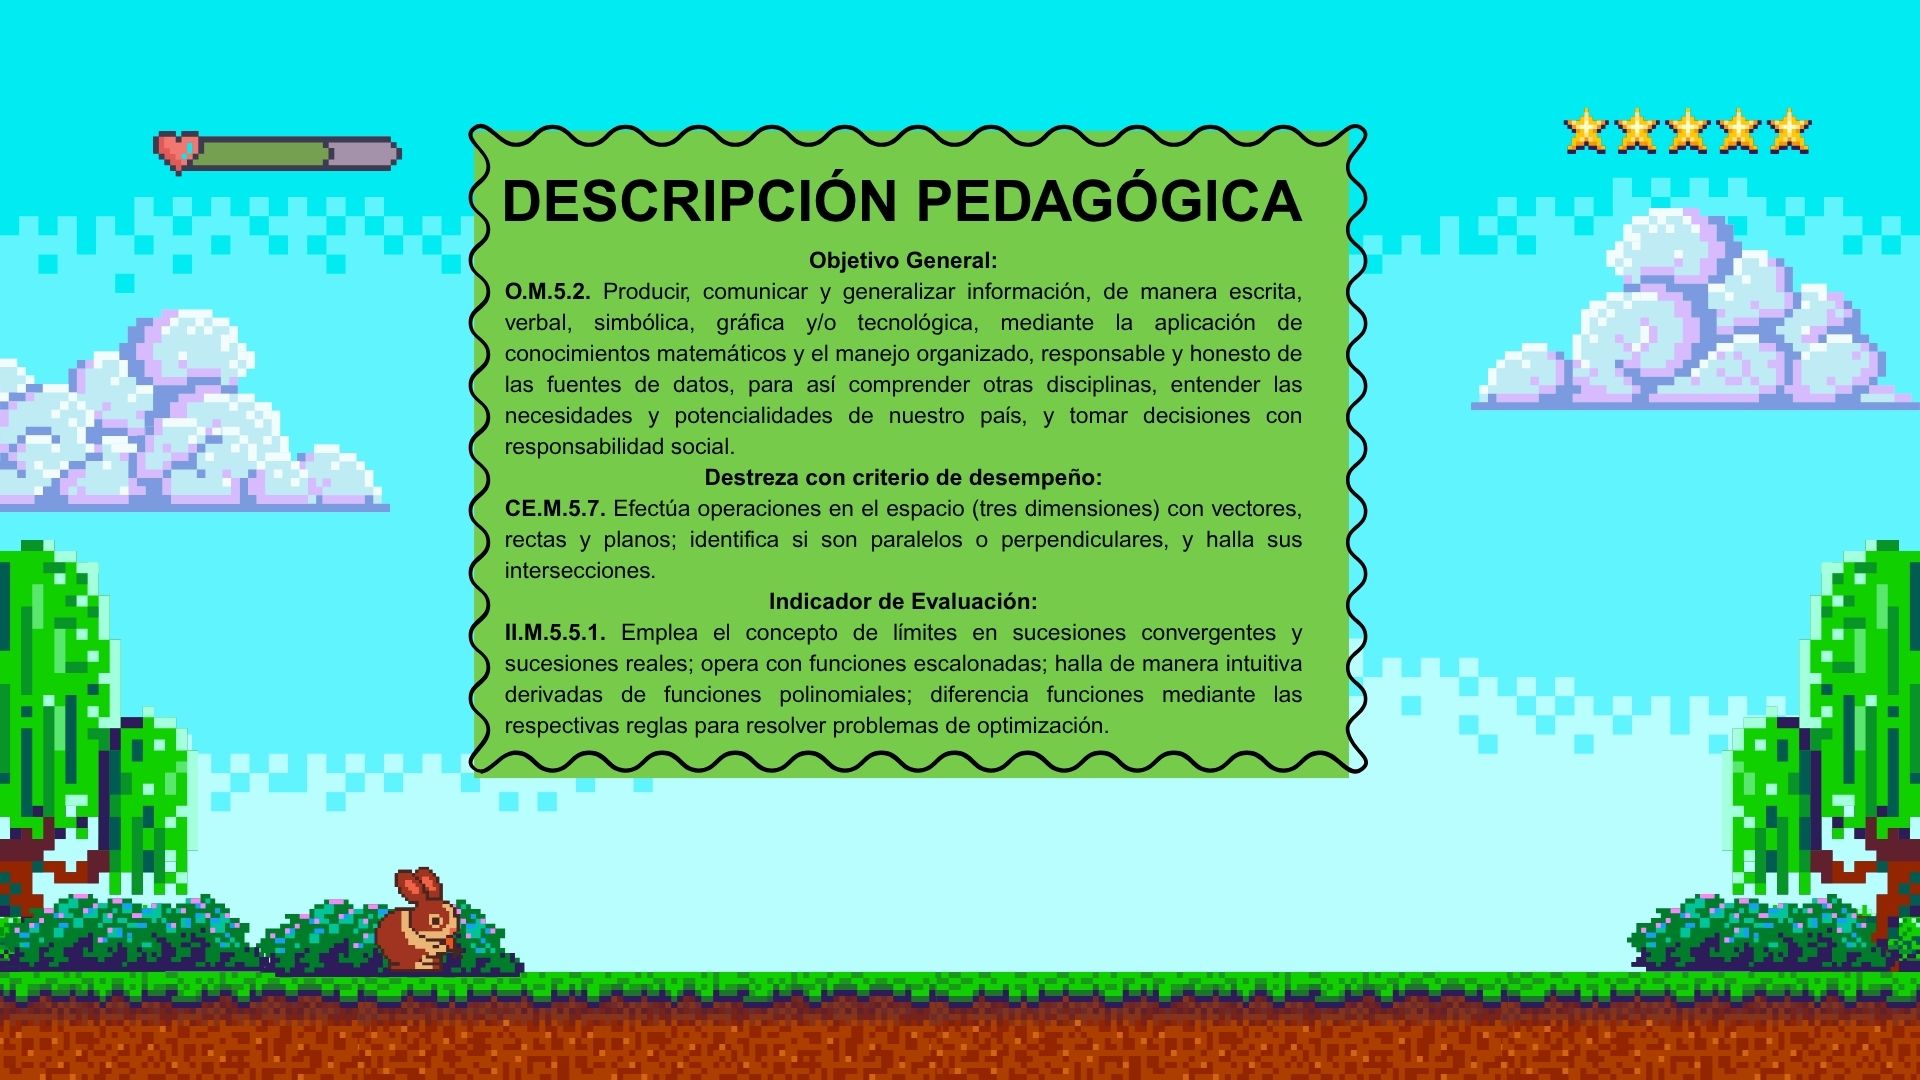 DESCRIPCIÓN PEDAGÓGICA
Objetivo General:
O.M.5.2. Producir, comunicar y generalizar información, de manera escrita,
verbal, simbólica, gráfica y/o tecnológica, mediante la aplicación de
conocimientos matemáticos y el manejo organizado, responsable y honesto de
las fuentes de datos, para así comprender otras disciplinas, entender las
necesidades y potencialidades de nuestro país, y tomar decisiones con
responsabilidad social.
Destreza con criterio de desempeño:
CE.M.5.7. Efectúa operaciones en el espacio (tres dimensiones) con vectores,
rectas y planos; identifica si son paralelos o perpendiculares, y halla sus
intersecciones.
Indicador de Evaluación:
II.M.5.5.1. Emplea el concepto de límites en sucesiones convergentes y
sucesiones reales; opera con funciones escalonadas; halla de manera intuitiva
derivadas de funciones polinomiales; diferencia funciones mediante las
respectivas reglas para resolver problemas de optimización.